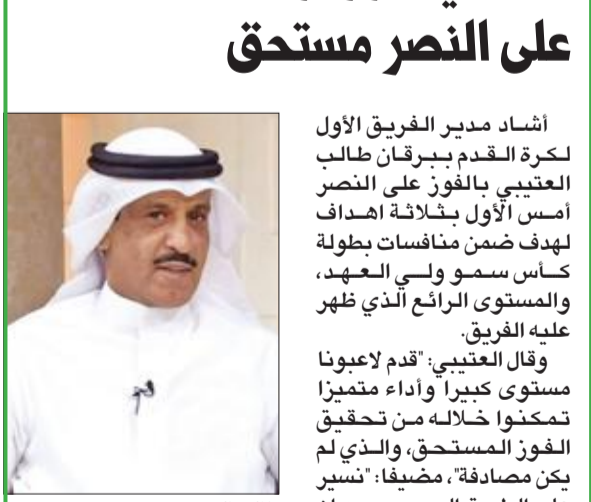 على النصر مستحق
أشاد مدير الفريق الأول
لكرة القدم ببرقان طالب
العتيبي بالفوز على النصر
أمس الأول بثلاثة اهداف
لهدف ضمن منافسات بطولة
كأس سمو ولي العهد،
والمستوى الرائع الذي ظهر
عليه الفريق.
وقال العتيبي: "قدم لاعبونا
مستوى كبيرا وأداء متميزا
تمكنوا خلاله من تحقيق
الفوز المستحق، والذي لم
يكن مصادفة"، مضيفا: "نسير